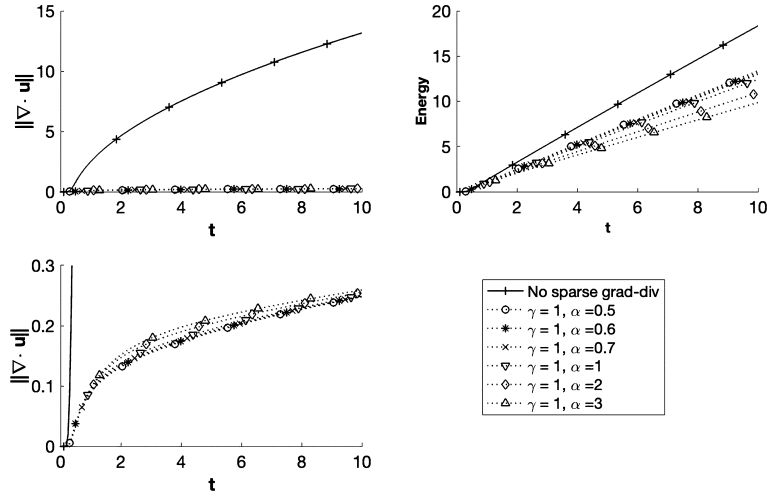 15
10
5
0
‖∇· u‖
0 2 4 6 8 10
t
20
15
10
5
0
Energy
0 2 4 6 8 10
t
0.3
0.2
0.1
0
‖∇· u‖
0 2 4 6 8 10
t
No sparse grad-div
γ = 1, α =0.5
γ = 1, α =0.6
γ = 1, α =0.7
γ = 1, α =1
γ = 1, α =2
γ = 1, α =3